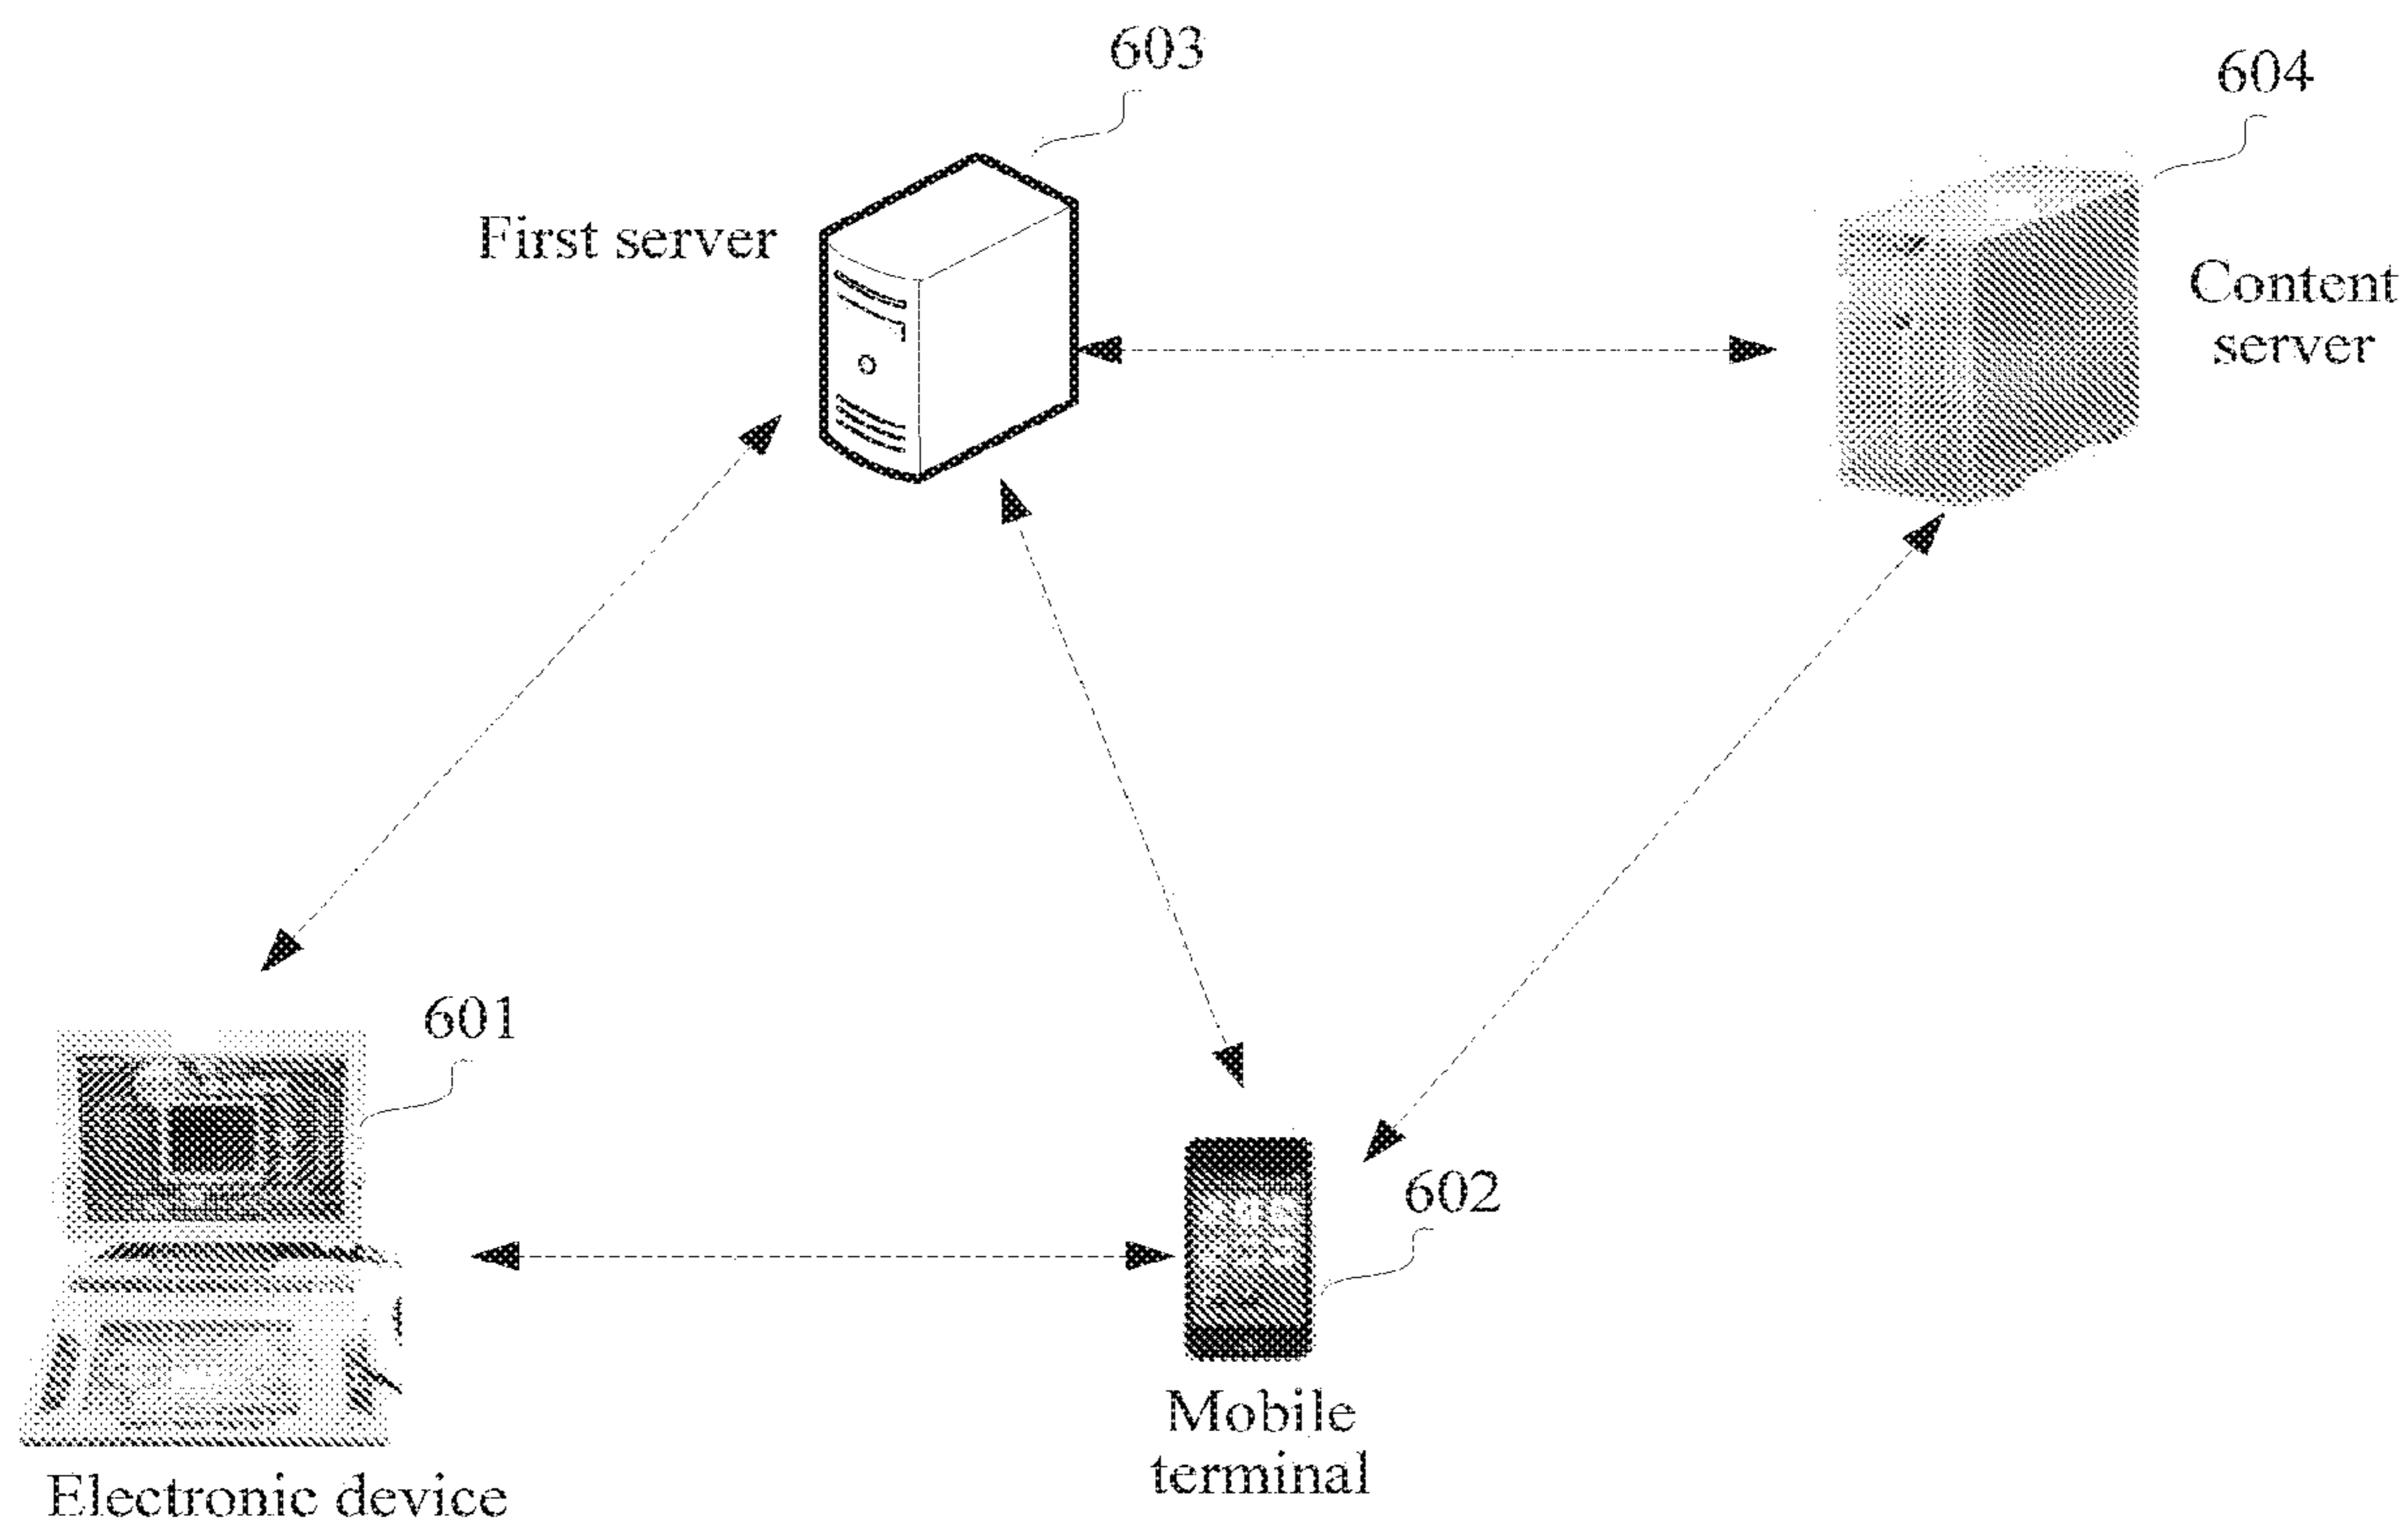 603
604
First server
Content
server
601
602
Mobile
terminal
Electronic device